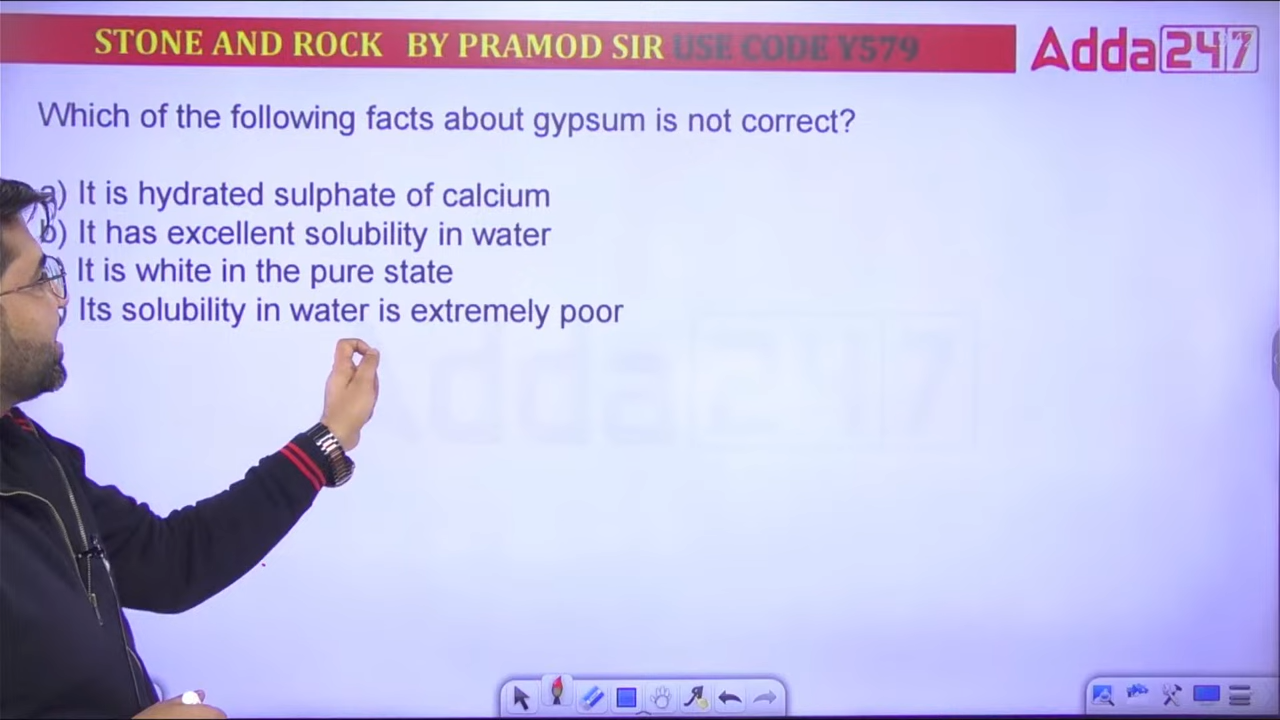 STONE AND ROCK BY PRAMOD SIR USE CODE Y579
Adda247
Which of the following facts about gypsum is not correct?
a) It is hydrated sulphate of calcium
b) It has excellent solubility in water
) It is white in the pure state
) Its solubility in water is extremely poor
Adda247